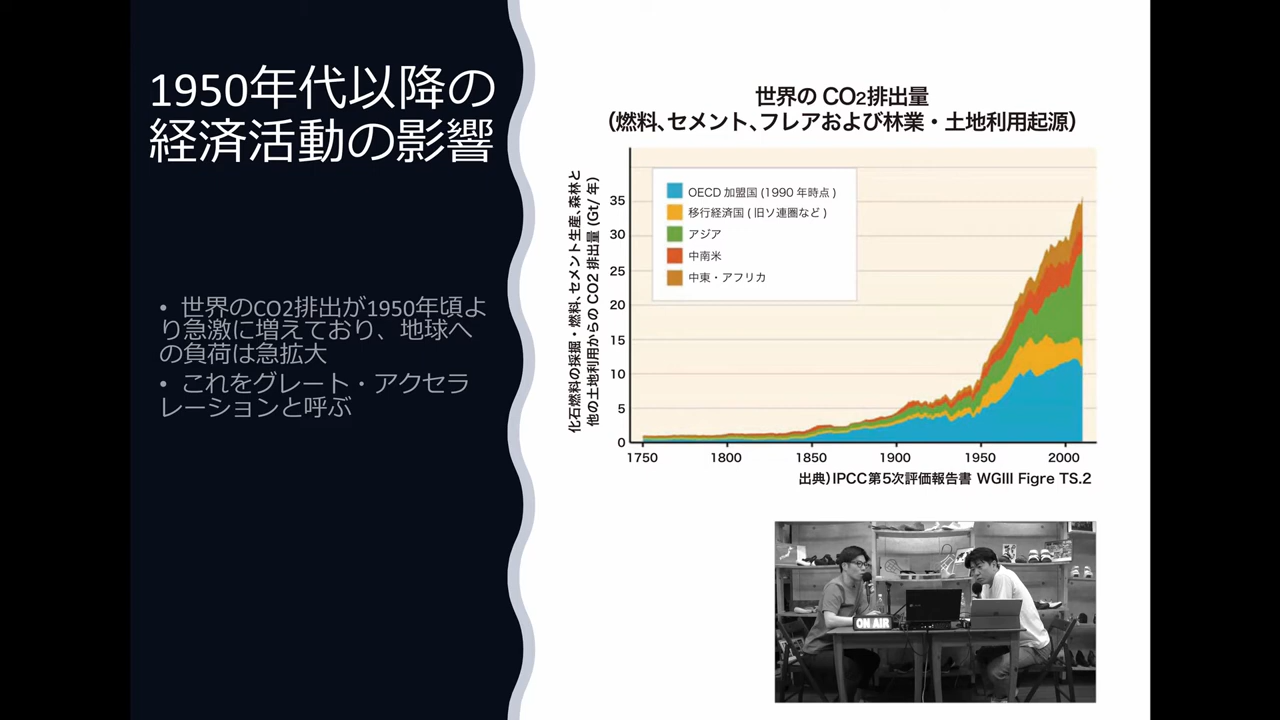 1950年代以降の
経済活動の影響
• 世界のCO2排出が1950年頃よ
り急激に増えており、地球へ
の負荷は急拡大
• これをグレート・アクセラ
レーションと呼ぶ
世界の CO2排出量
（燃料、セメント、フレアおよび林業・土地利用起源）
化石燃料の採掘・燃料、セメント生産、森林と
他の土地利用からの CO2 排出量 (Gt/ 年)
OECD 加盟国 (1990 年時点 )
移行経済国 ( 旧ソ連圏など )
アジア
中南米
中東・アフリカ
35
30
25
20
15
10
5
0
1750 1800 1850 1900 1950 2000
出典）IPCC第5次評価報告書 WGIII Figre TS.2
ON AIR